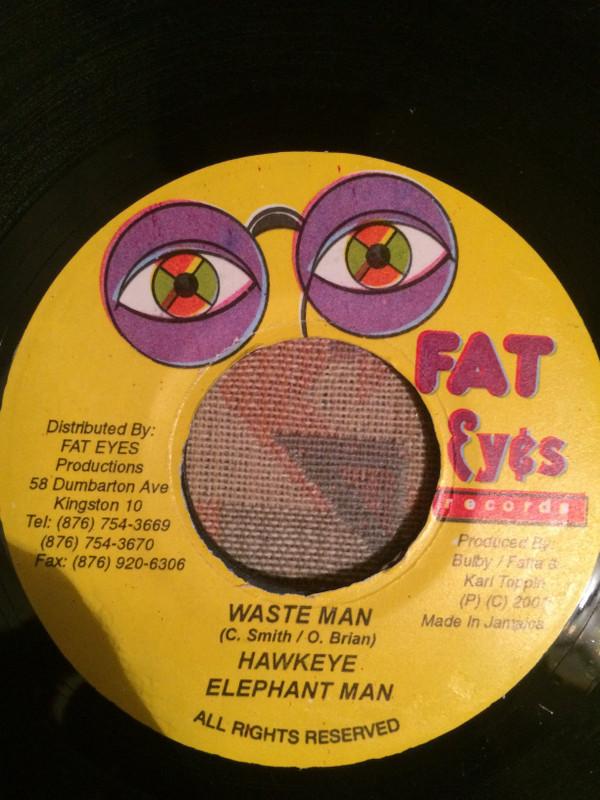 FAT
Eye$
records
Distributed By:
FAT EYES
Productions
58 Dumbarton Ave
Kingston 10
Tel: (876) 754-3669
(876) 754-3670
Fax: (876) 920-6306
Produced By:
Bulby / Fatta &
Karl Toppin
(P) (C)
Made In Jamaica
WASTE MAN
(C. Smith / O. Brian)
HAWKEYE
ELEPHANT MAN
ALL RIGHTS RESERVED